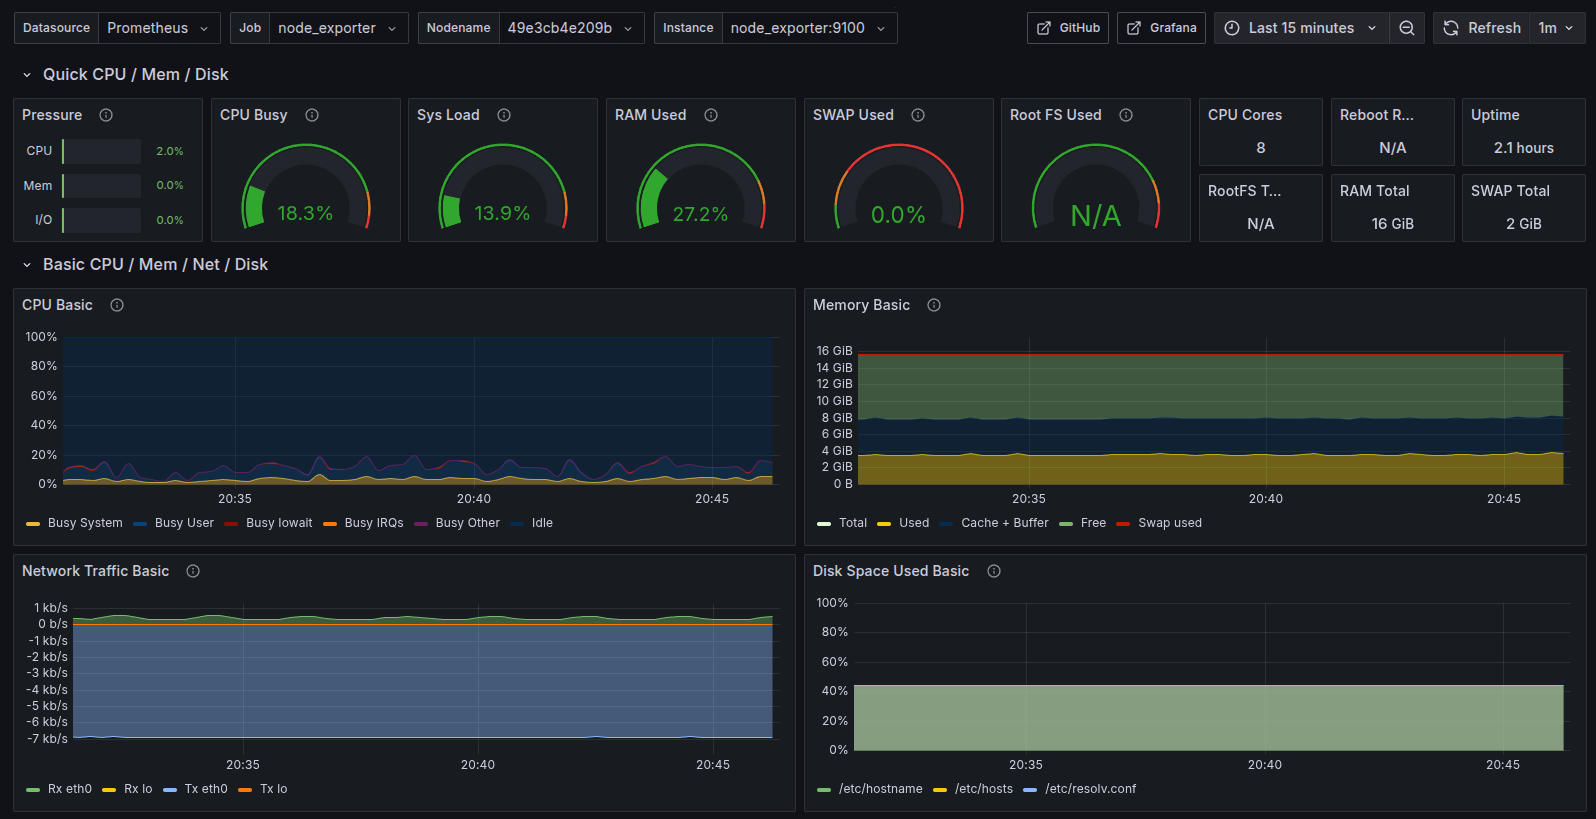 Datasource Prometheus Job node_exporter Nodename 49e3cb4e209b Instance node_exporter:9100 GitHub Grafana Last 15 minutes Refresh 1m
Quick CPU / Mem / Disk
Pressure
CPU 2.0%
Mem 0.0%
I/O 0.0%
CPU Busy
18.3%
Sys Load
13.9%
RAM Used
27.2%
SWAP Used
0.0%
Root FS Used
N/A
CPU Cores
8
Reboot R...
N/A
Uptime
2.1 hours
RootFS T...
N/A
RAM Total
16 GiB
SWAP Total
2 GiB
Basic CPU / Mem / Net / Disk
CPU Basic
100%
80%
60%
40%
20%
0%
20:35 20:40 20:45
Busy System Busy User Busy Iowait Busy IRQs Busy Other Idle
Memory Basic
16 GiB
14 GiB
12 GiB
10 GiB
8 GiB
6 GiB
4 GiB
2 GiB
0 B
20:35 20:40 20:45
Total Used Cache + Buffer Free Swap used
Network Traffic Basic
1 kb/s
0 b/s
-1 kb/s
-2 kb/s
-3 kb/s
-4 kb/s
-5 kb/s
-6 kb/s
-7 kb/s
20:35 20:40 20:45
Rx eth0 Rx lo Tx eth0 Tx lo
Disk Space Used Basic
100%
80%
60%
40%
20%
0%
20:35 20:40 20:45
/etc/hostname /etc/hosts /etc/resolv.conf